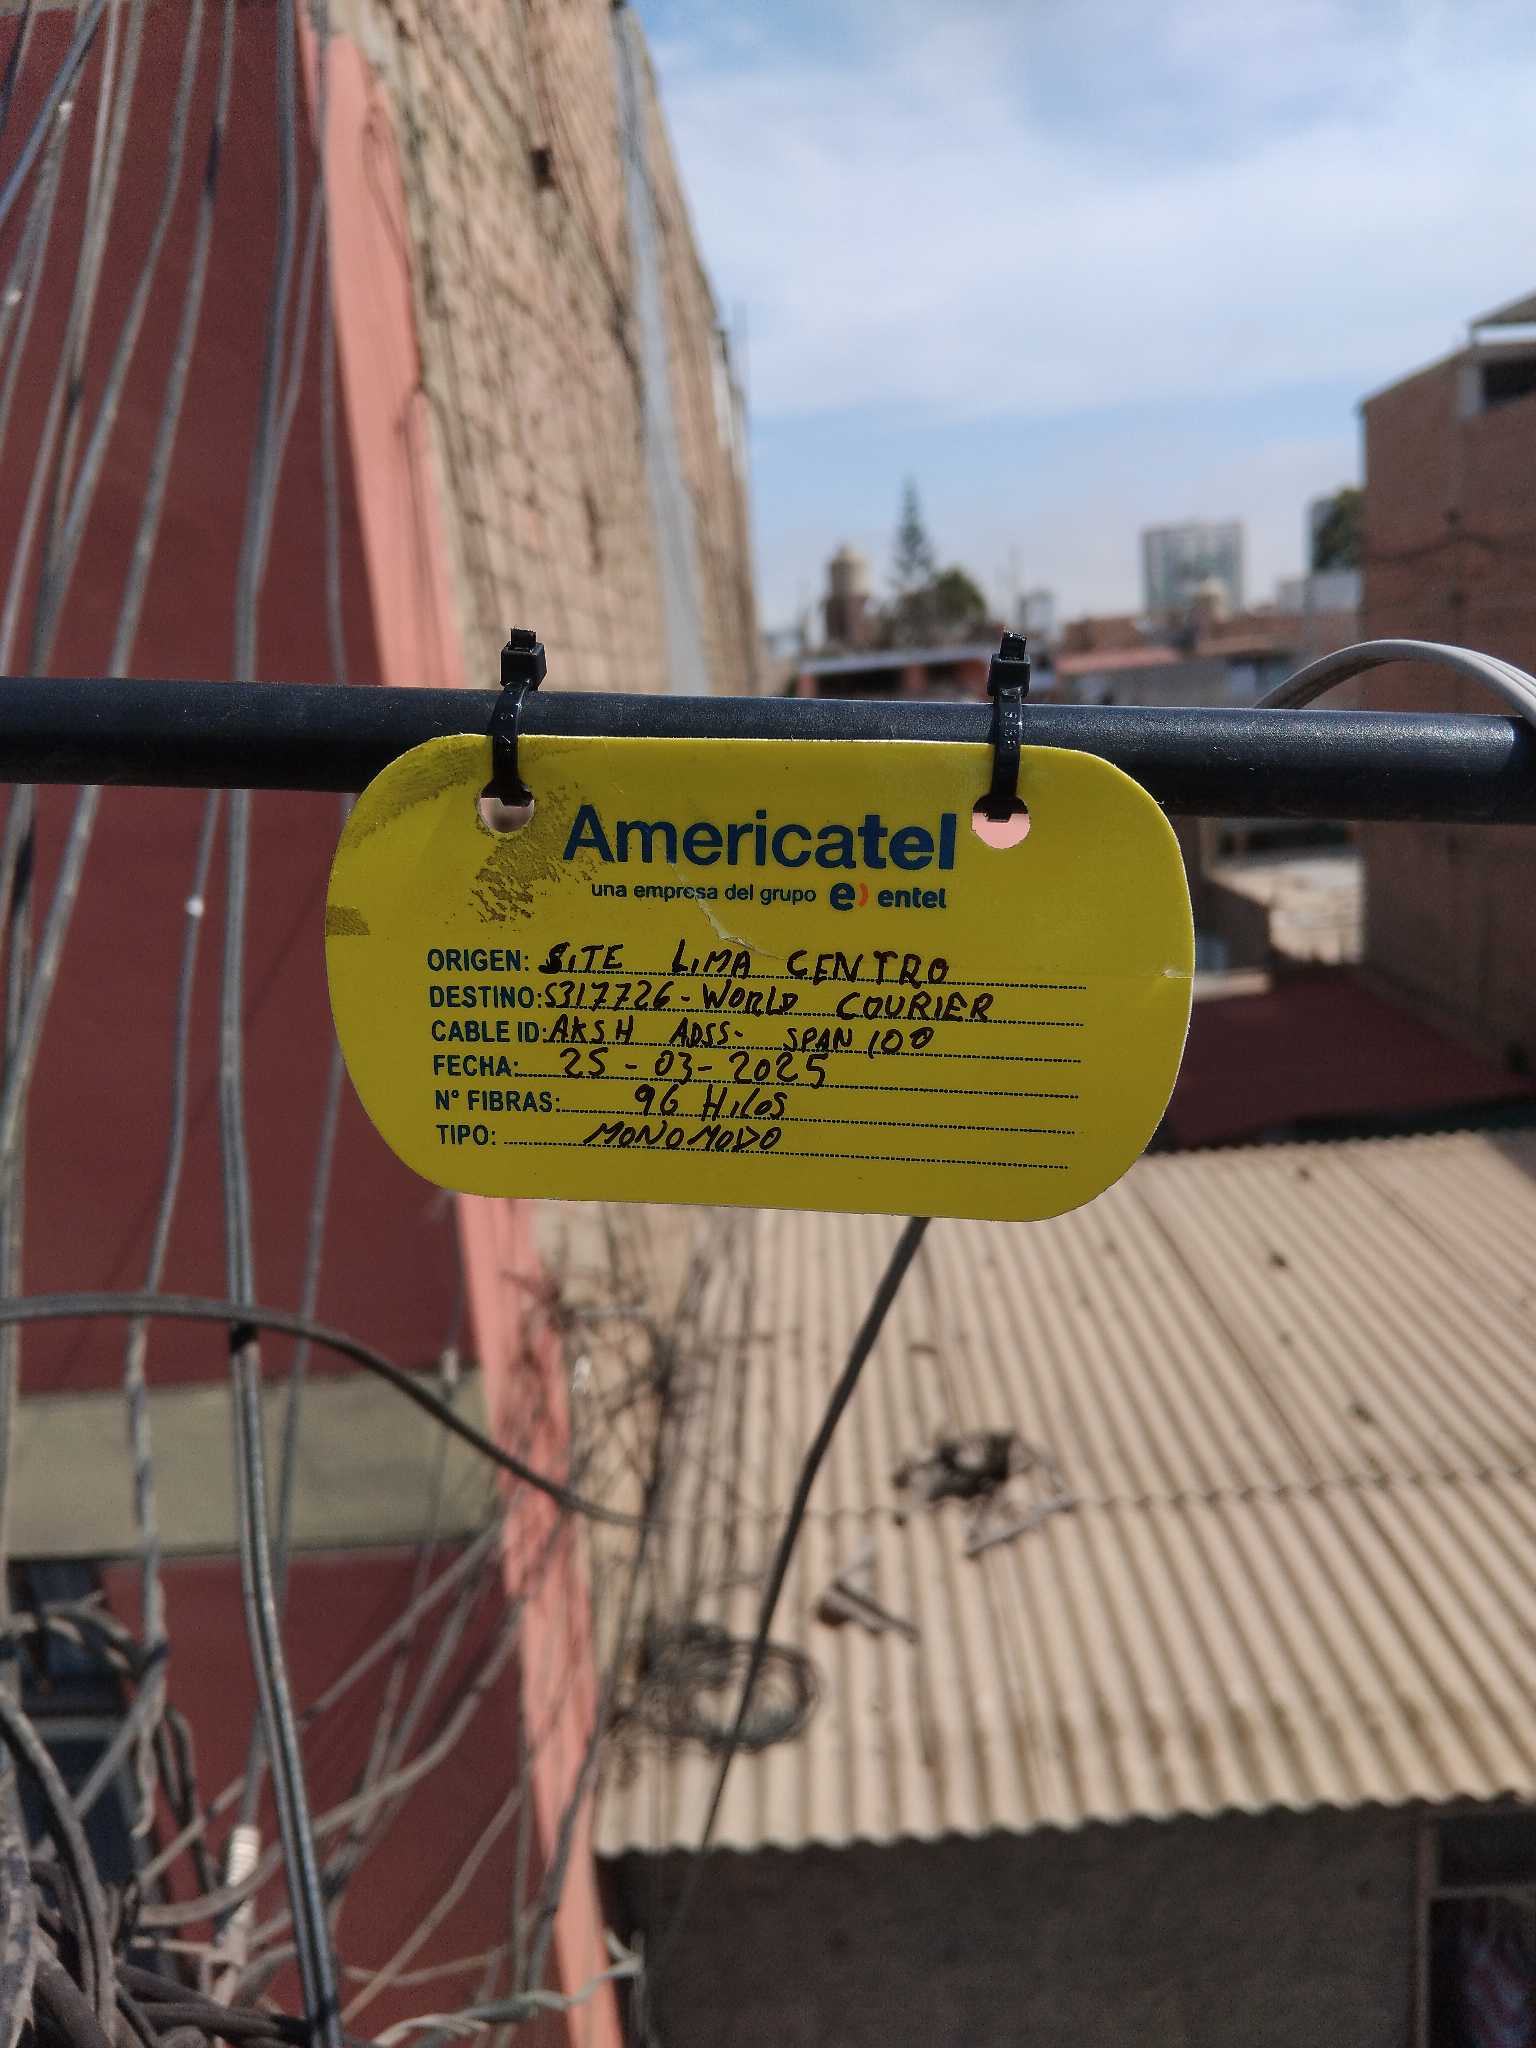 Americatel
una empresa del grupo e) entel
ORIGEN: SITE LIMA CENTRO
DESTINO: S317726 - WORLD COURIER
CABLE ID: AKSH ADSS - SPAN 100
FECHA: 25 - 03 - 2025
N° FIBRAS: 96 Hilos
TIPO: MONOMODO